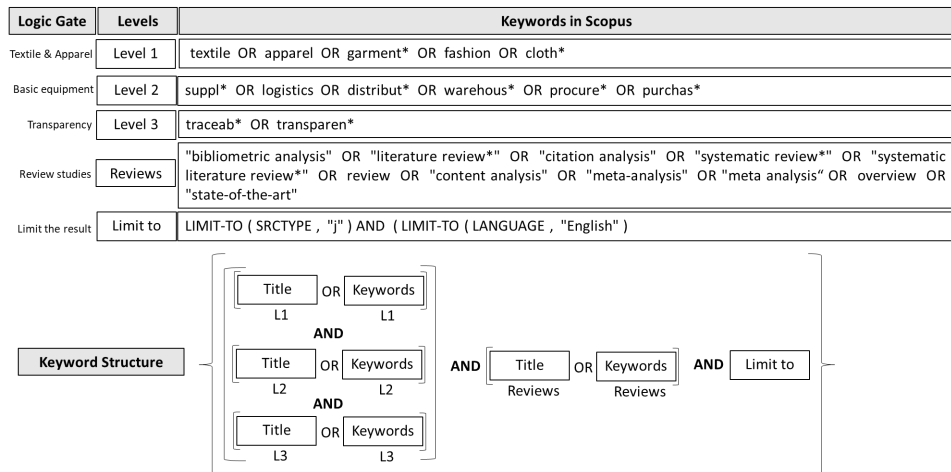 Logic Gate Levels Keywords in Scopus
Textile & Apparel Level 1 textile OR apparel OR garment* OR fashion OR cloth*
Basic equipment Level 2 suppl* OR logistics OR distribut* OR warehous* OR procure* OR purchas*
Transparency Level 3 traceab* OR transparen*
Review studies Reviews "bibliometric analysis" OR "literature review*" OR "citation analysis" OR "systematic review*" OR "systematic
literature review*" OR review OR "content analysis" OR "meta-analysis" OR "meta analysis“ OR overview OR
"state-of-the-art"
Limit the result Limit to LIMIT-TO ( SRCTYPE , "j" ) AND ( LIMIT-TO ( LANGUAGE , "English" )
Title OR Keywords
L1 L1
AND
Keyword Structure Title OR Keywords AND Title OR Keywords AND Limit to
L2 L2 Reviews Reviews
AND
Title OR Keywords
L3 L3